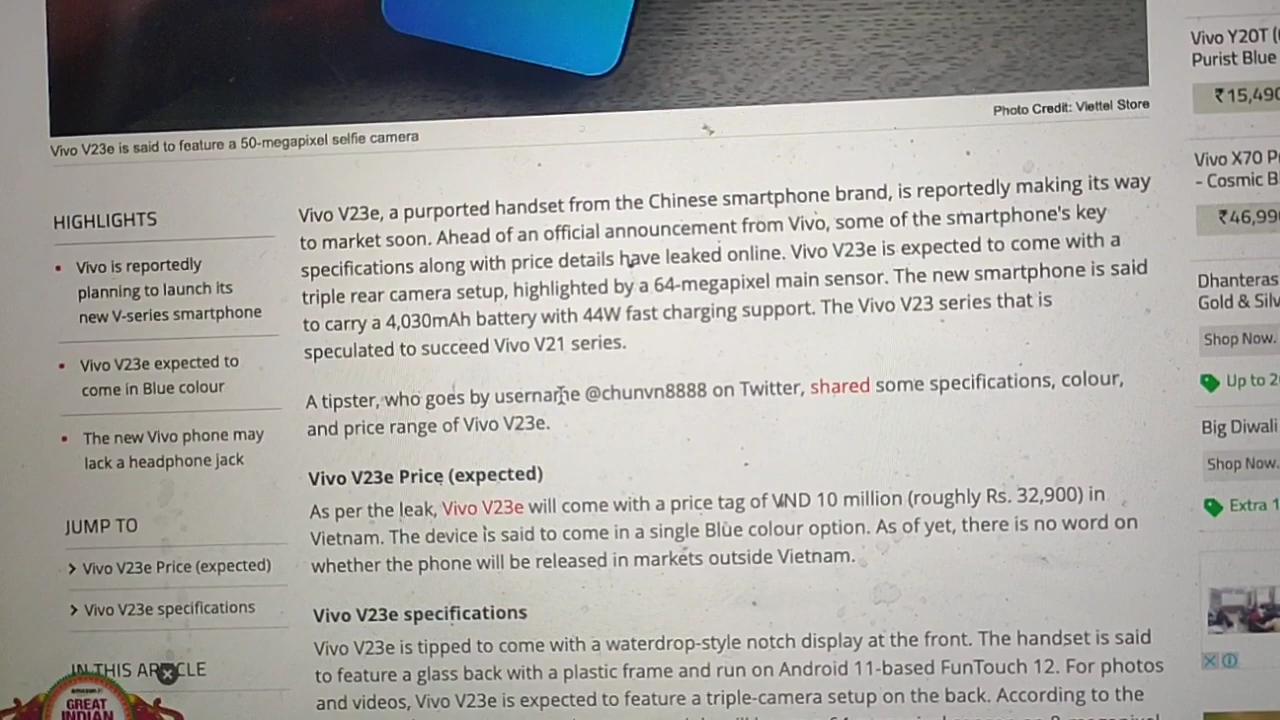 Photo Credit: Viettel Store
Vivo V23e is said to feature a 50-megapixel selfie camera
HIGHLIGHTS
• Vivo is reportedly
planning to launch its
new V-series smartphone
• Vivo V23e expected to
come in Blue colour
• The new Vivo phone may
lack a headphone jack
JUMP TO
> Vivo V23e Price (expected)
> Vivo V23e specifications
IN THIS
GREAT
INDIAN
Vivo V23e, a purported handset from the Chinese smartphone brand, is reportedly making its way
to market soon. Ahead of an official announcement from Vivo, some of the smartphone's key
specifications along with price details have leaked online. Vivo V23e is expected to come with a
triple rear camera setup, highlighted by a 64-megapixel main sensor. The new smartphone is said
to carry a 4,030mAh battery with 44W fast charging support. The Vivo V23 series that is
speculated to succeed Vivo V21 series.
A tipster, who goes by username @chunvn8888 on Twitter, shared some specifications, colour,
and price range of Vivo V23e.
Vivo V23e Price (expected)
As per the leak, Vivo V23e will come with a price tag of VND 10 million (roughly Rs. 32,900) in
Vietnam. The device is said to come in a single Blue colour option. As of yet, there is no word on
whether the phone will be released in markets outside Vietnam.
Vivo V23e specifications
Vivo V23e is tipped to come with a waterdrop-style notch display at the front. The handset is said
to feature a glass back with a plastic frame and run on Android 11-based FunTouch 12. For photos
and videos, Vivo V23e is expected to feature a triple-camera setup on the back. According to the
Vivo Y20T
Purist Blue
₹15,490
Vivo X70
- Cosmic
₹46,99
Dhanteras
Gold &
Shop Now.
Up to
Big Diwali
Shop Now.
Extra